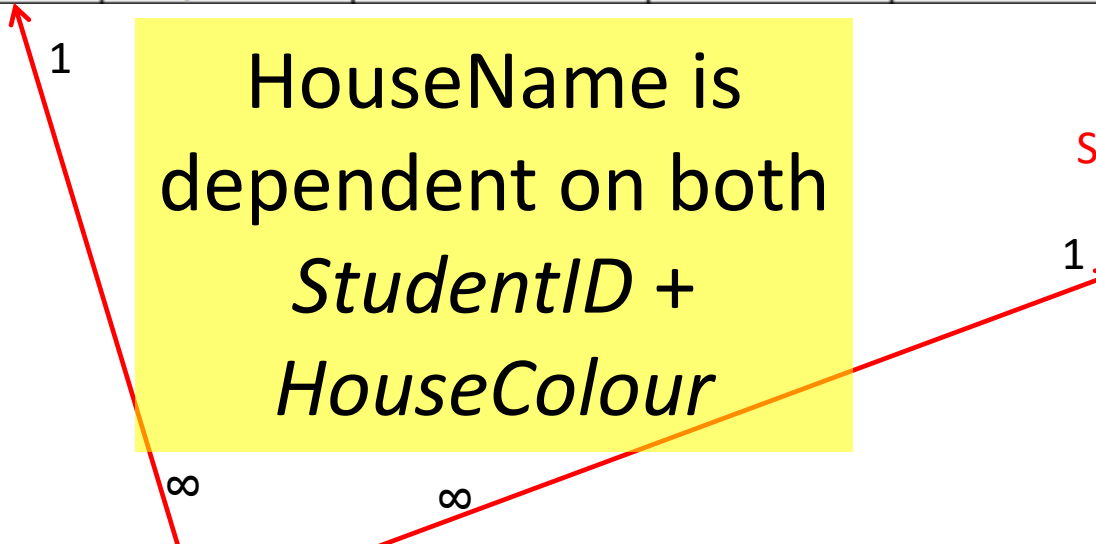 1
HouseName is
dependent on both
StudentID +
HouseColour
S
1
∞
∞